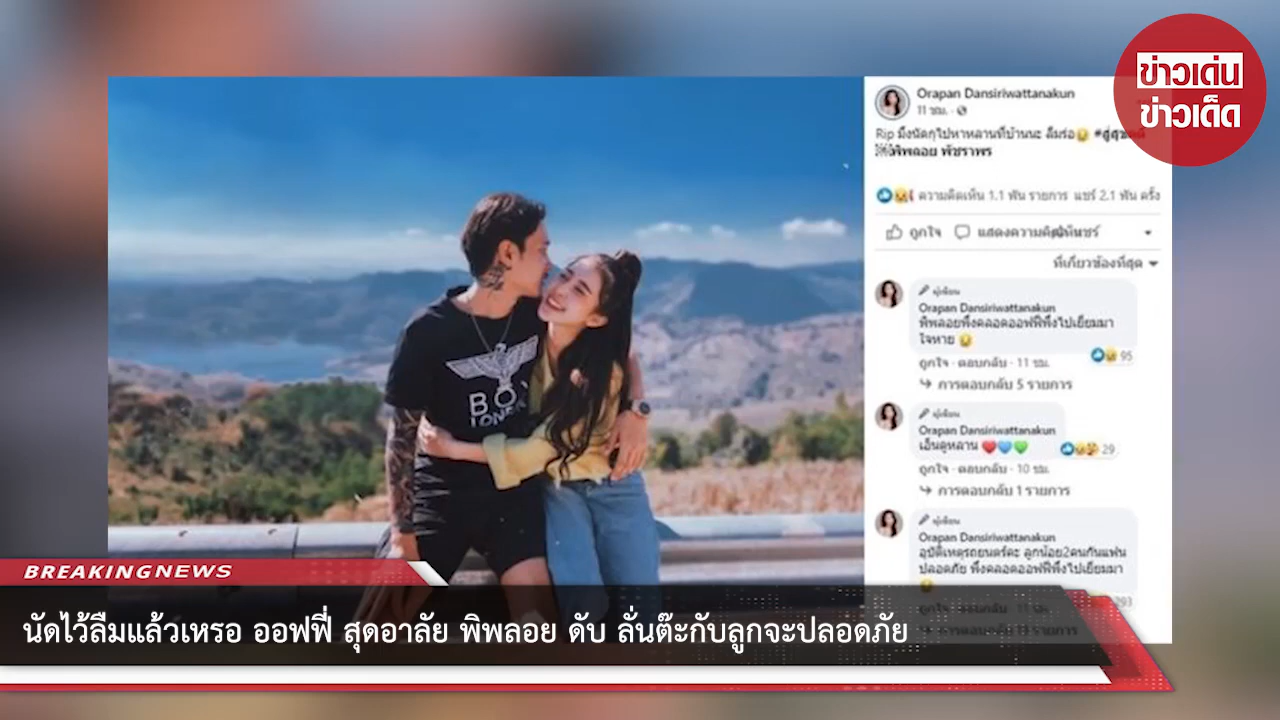 ข่าวเด่น
ข่าวเด็ด
Orapan Dansiriwattanakun
11 ชม.
Rip มึงนัดกุไปหาหลานที่บ้านนะ ลืมร่อ
พิพลอย พัชราพร
ความคิดเห็น 1.1 พัน รายการ แชร์ 2.1 พัน ครั้ง
ถูกใจ
ที่เกี่ยวข้องที่สุด
ผู้เขียน
Orapan Dansiriwattanakun
พิพลอยพึ่งคลอดออฟฟี่พึ่งไปเยี่ยมมา
ใจหาย 😢
95
ถูกใจ · ตอบกลับ · 11 ชม.
การตอบกลับ 5 รายการ
ผู้เขียน
Orapan Dansiriwattanakun
เอ็นดูหลาน ❤️💙💚
29
ถูกใจ · ตอบกลับ · 10 ชม.
การตอบกลับ 1 รายการ
ผู้เขียน
Orapan Dansiriwattanakun
อุบัติเหตุรถยนตร์คะ ลูกน้อย2คนกับแฟน
ปลอดภัย พึ่งคลอดออฟฟี่พึ่งไปเยี่ยมมา
BOY
LONDON
BREAKING NEWS
นัดไว้ลืมแล้วเหรอ ออฟฟี่ สุดอาลัย พิพลอย ดับ ลั่นต๊ะกับลูกจะปลอดภัย